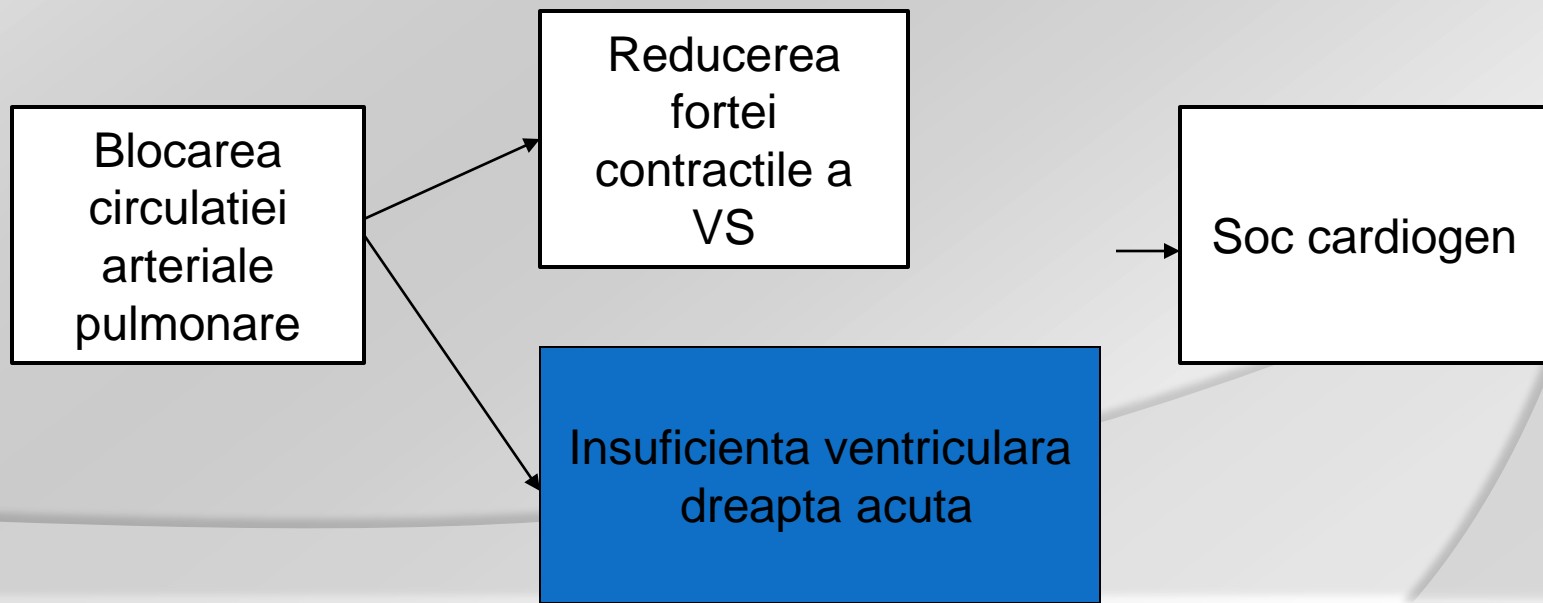 Blocarea
circulatiei
arteriale
pulmonare
Reducerea
fortei
contractile a
VS
Insuficienta ventriculara
dreapta acuta
Soc cardiogen